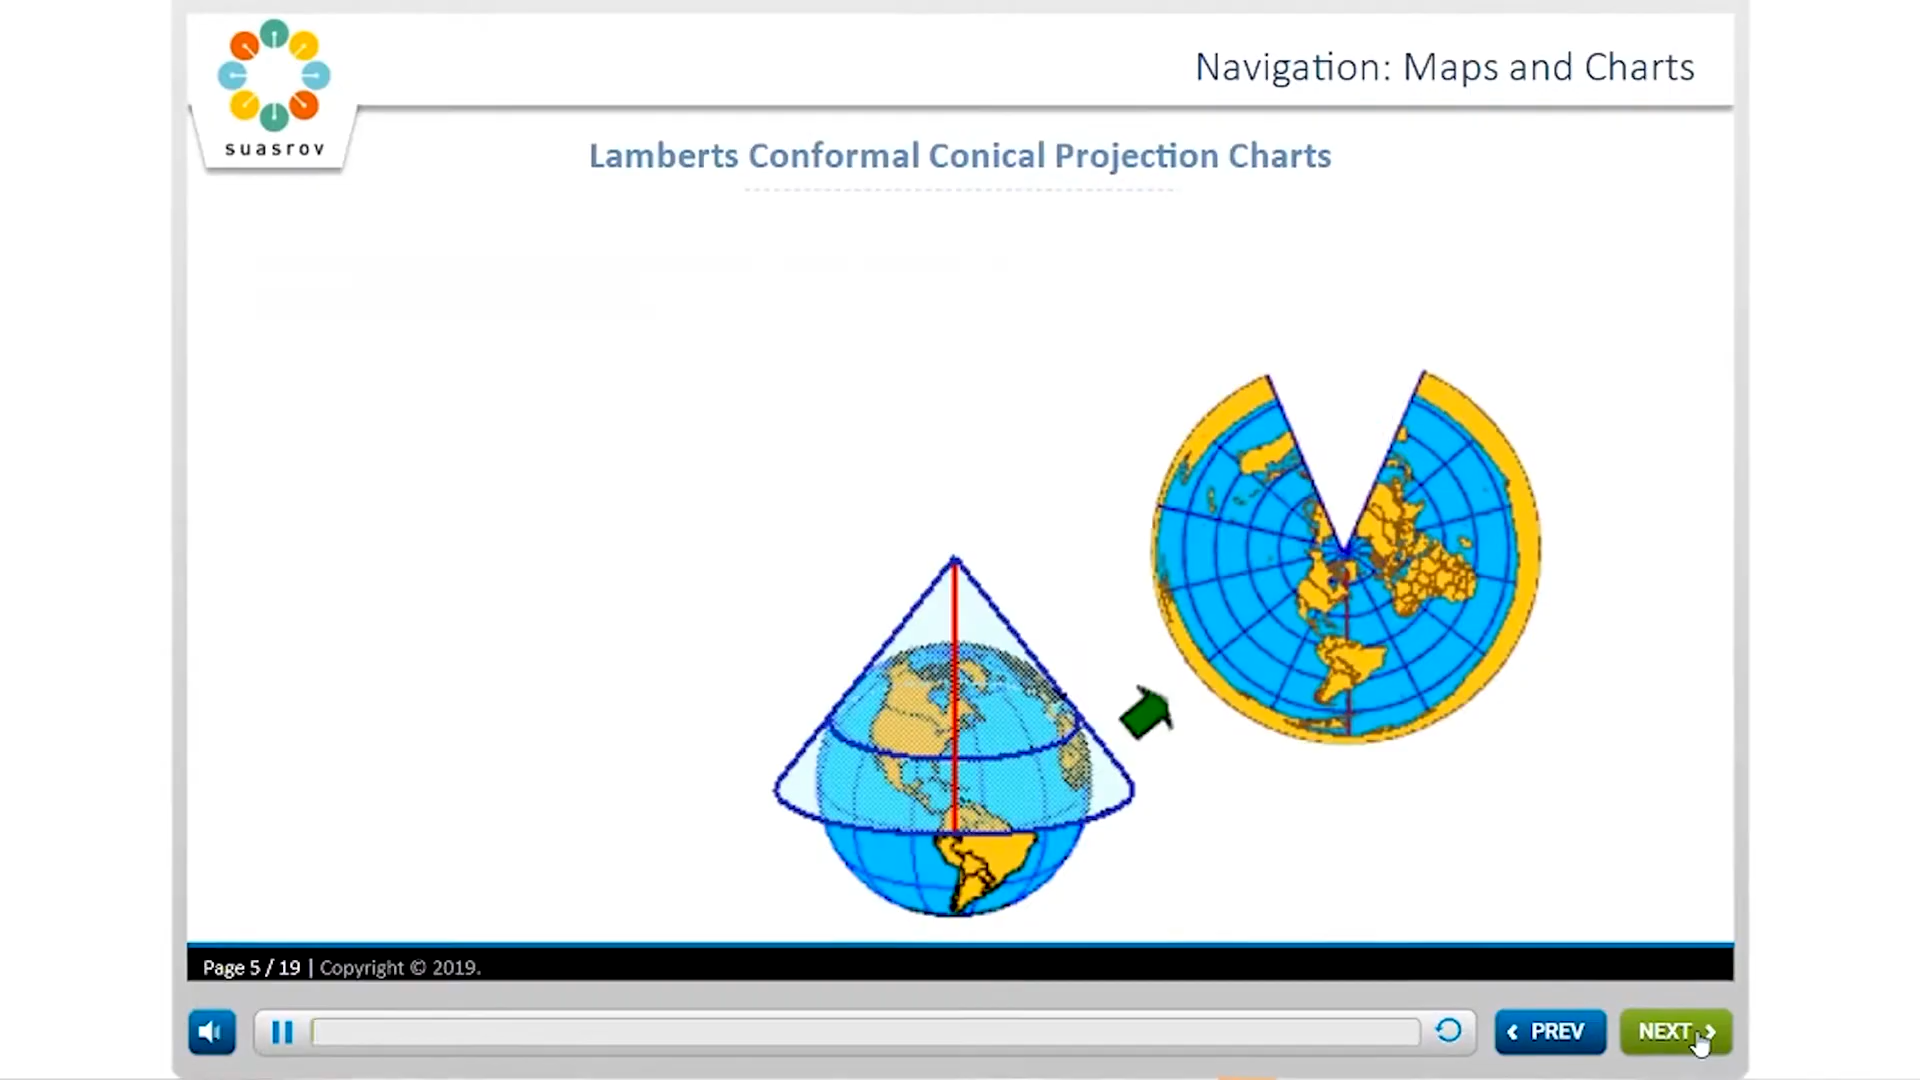 suasrov
Navigation: Maps and Charts
Lamberts Conformal Conical Projection Charts
Page 5 / 19 | Copyright © 2019.
PREV
NEXT